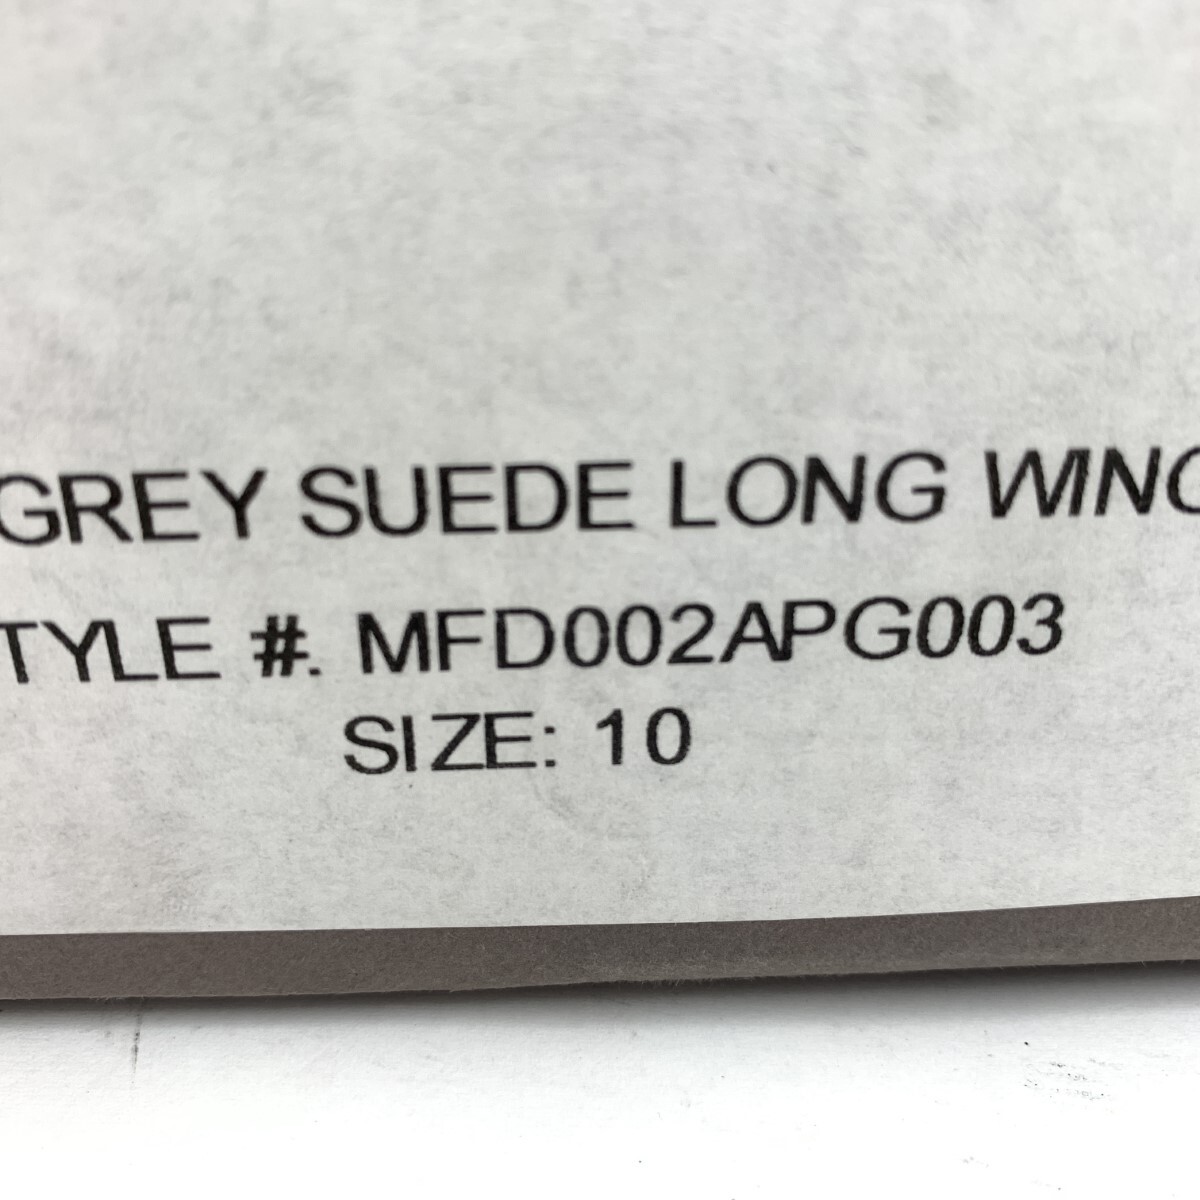 GREY SUEDE LONG WING
TYLE #. MFD002APG003
SIZE: 10